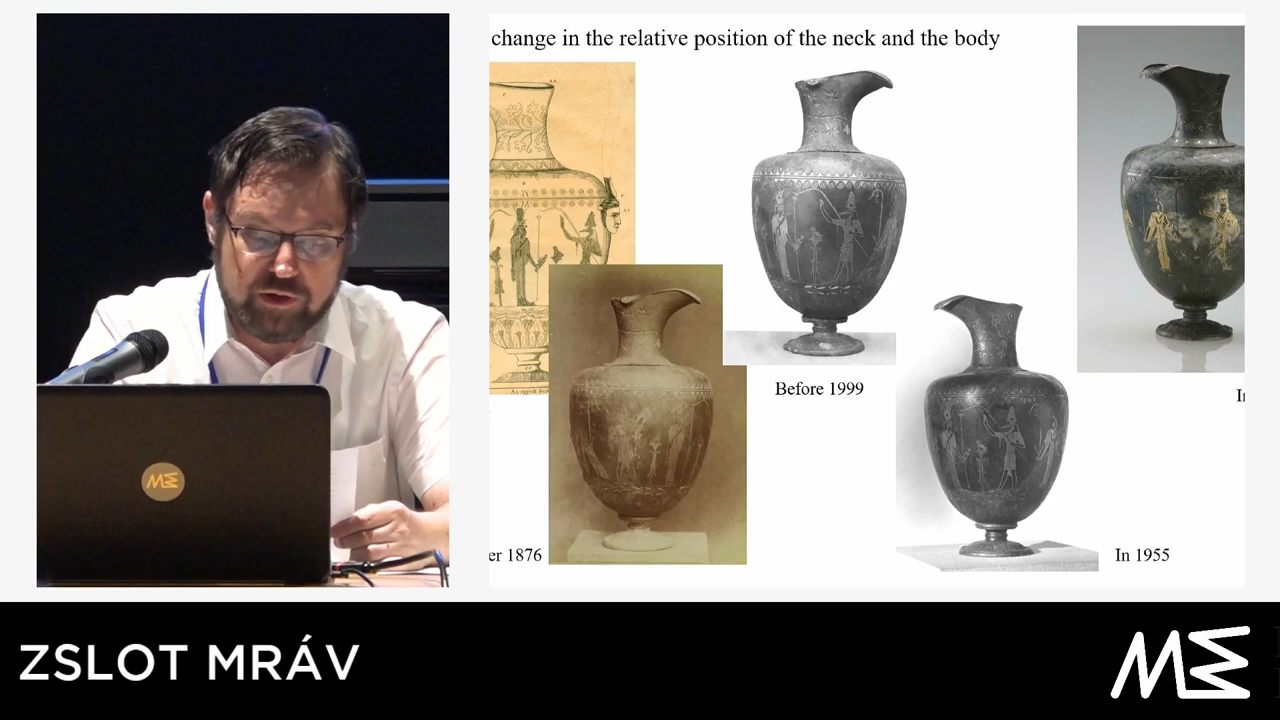 change in the relative position of the neck and the body
Before 1999
er 1876
In 1955
ZSLOT MRÁV